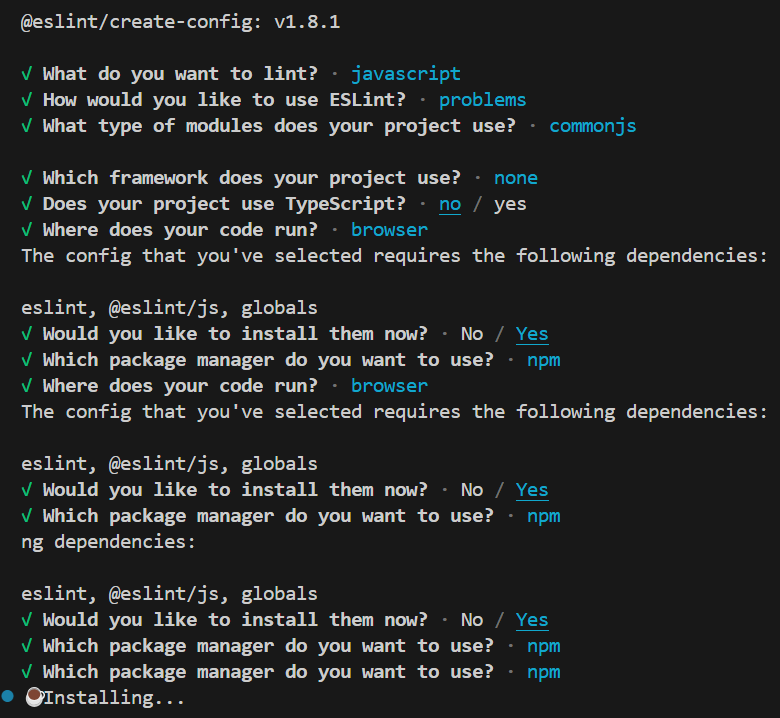 @eslint/create-config: v1.8.1
√ What do you want to lint? · javascript
√ How would you like to use ESLint? · problems
√ What type of modules does your project use? · commonjs
√ Which framework does your project use? · none
√ Does your project use TypeScript? · no / yes
√ Where does your code run? · browser
The config that you've selected requires the following dependencies:
eslint, @eslint/js, globals
√ Would you like to install them now? · No / Yes
√ Which package manager do you want to use? · npm
√ Where does your code run? · browser
The config that you've selected requires the following dependencies:
eslint, @eslint/js, globals
√ Would you like to install them now? · No / Yes
√ Which package manager do you want to use? · npm
ng dependencies:
eslint, @eslint/js, globals
√ Would you like to install them now? · No / Yes
√ Which package manager do you want to use? · npm
√ Which package manager do you want to use? · npm
☕Installing...